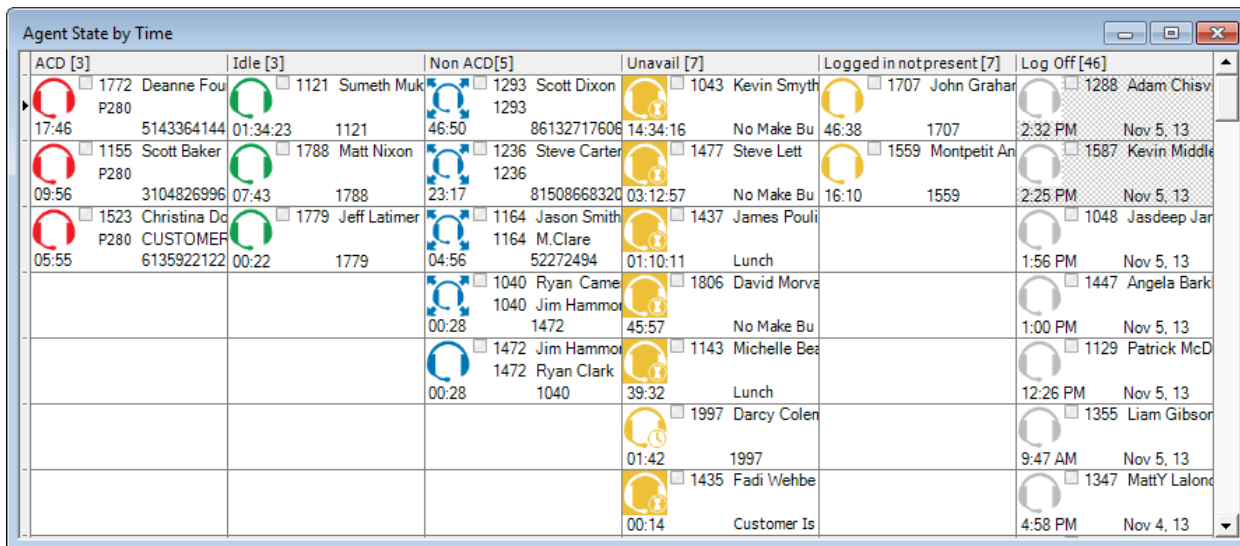 Agent State by Time
ACD [3] Idle [3] Non ACD[5] Unavail [7] Logged in not present [7] Log Off [46]
1772 Deanne Fou 1121 Sumeth Muk 1293 Scott Dixon 1043 Kevin Smyth 1707 John Grahar 1288 Adam Chisv
P280 1293
17:46 5143364144 01:34:23 1121 46:50 86132717606 14:34:16 No Make Bu 46:38 1707 2:32 PM Nov 5, 13
1155 Scott Baker 1788 Matt Nixon 1236 Steve Carter 1477 Steve Lett 1559 Montpetit An 1587 Kevin Middle
P280 1236
09:56 3104826996 07:43 1788 23:17 81508668320 03:12:57 No Make Bu 16:10 1559 2:25 PM Nov 5, 13
1523 Christina Do 1779 Jeff Latimer 1164 Jason Smith 1437 James Pouli 1048 Jasdeep Jar
P280 CUSTOMER 1164 M.Clare
05:55 6135922122 00:22 1779 04:56 52272494 01:10:11 Lunch 1:56 PM Nov 5, 13
1040 Ryan Came 1806 David Morva 1447 Angela Bark
1040 Jim Hammor
00:28 1472 45:57 No Make Bu 1:00 PM Nov 5, 13
1472 Jim Hammor 1143 Michelle Bea 1129 Patrick McD
1472 Ryan Clark
00:28 1040 39:32 Lunch 12:26 PM Nov 5, 13
1997 Darcy Colen 1355 Liam Gibson
01:42 1997 9:47 AM Nov 5, 13
1435 Fadi Wehbe 1347 MattY Lalond
00:14 Customer Is 4:58 PM Nov 4, 13